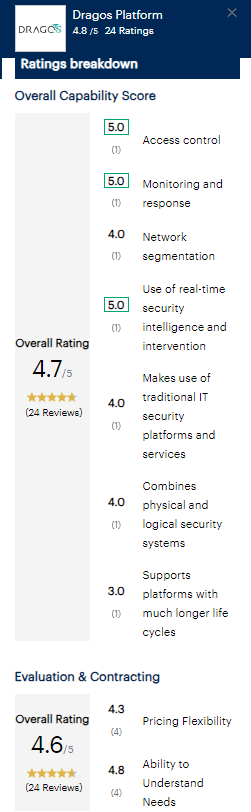 DRAGOS
Dragos Platform
4.8 /5 24 Ratings
×
Ratings breakdown
Overall Capability Score
Overall Rating
4.7/5
(24 Reviews)
5.0
(1)
Access control
5.0
(1)
Monitoring and
response
4.0
(1)
Network
segmentation
5.0
(1)
Use of real-time
security
intelligence and
intervention
4.0
(1)
Makes use of
traditional IT
security
platforms and
services
4.0
(1)
Combines
physical and
logical security
systems
3.0
(1)
Supports
platforms with
much longer life
cycles
Evaluation & Contracting
Overall Rating
4.6/5
(24 Reviews)
4.3
(4)
Pricing Flexibility
4.8
(4)
Ability to
Understand
Needs